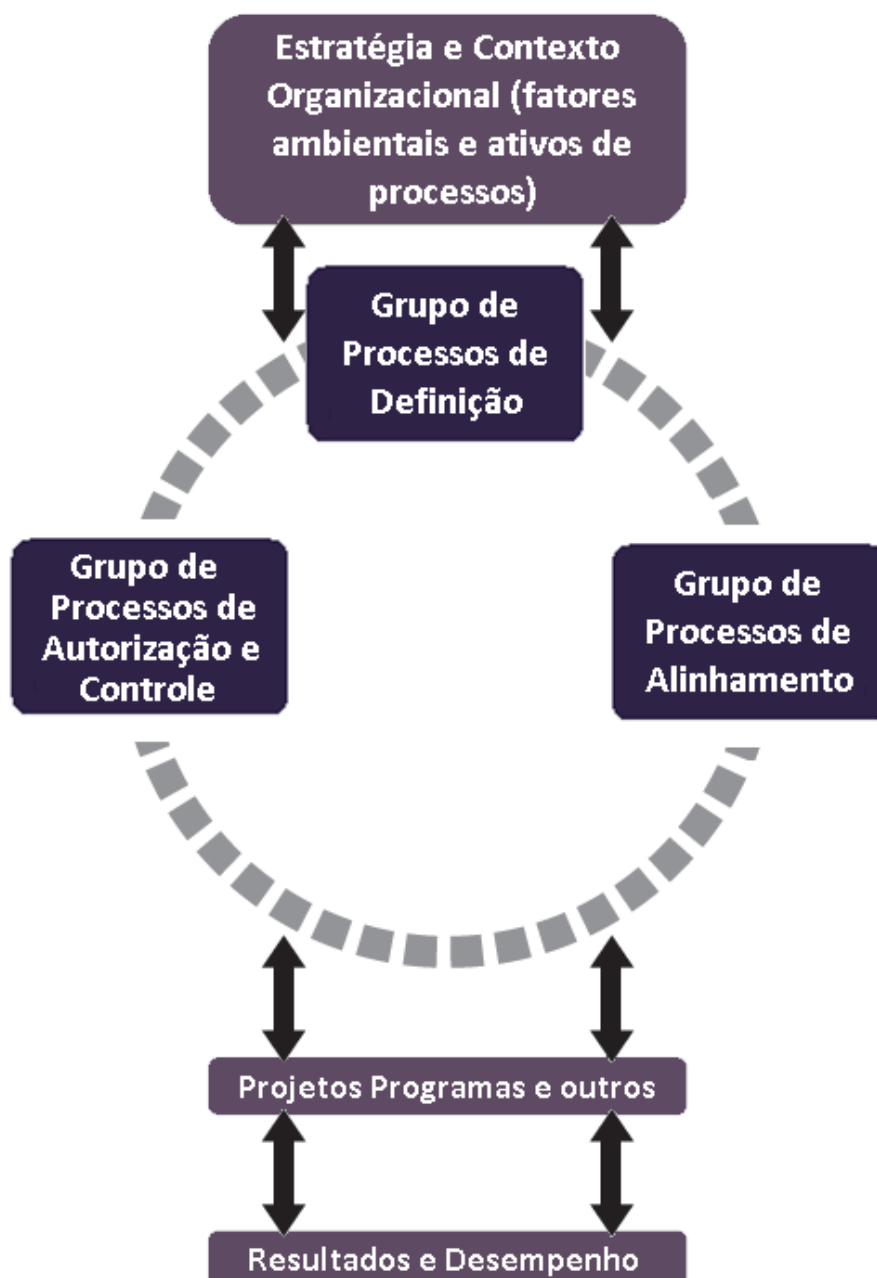 Estratégia e Contexto
Organizacional (fatores
ambientais e ativos de
processos)
Grupo de
Processos de
Definição
Grupo de
Processos de
Autorização e
Controle
Grupo de
Processos de
Alinhamento
Projetos Programas e outros
Resultados e Desempenho